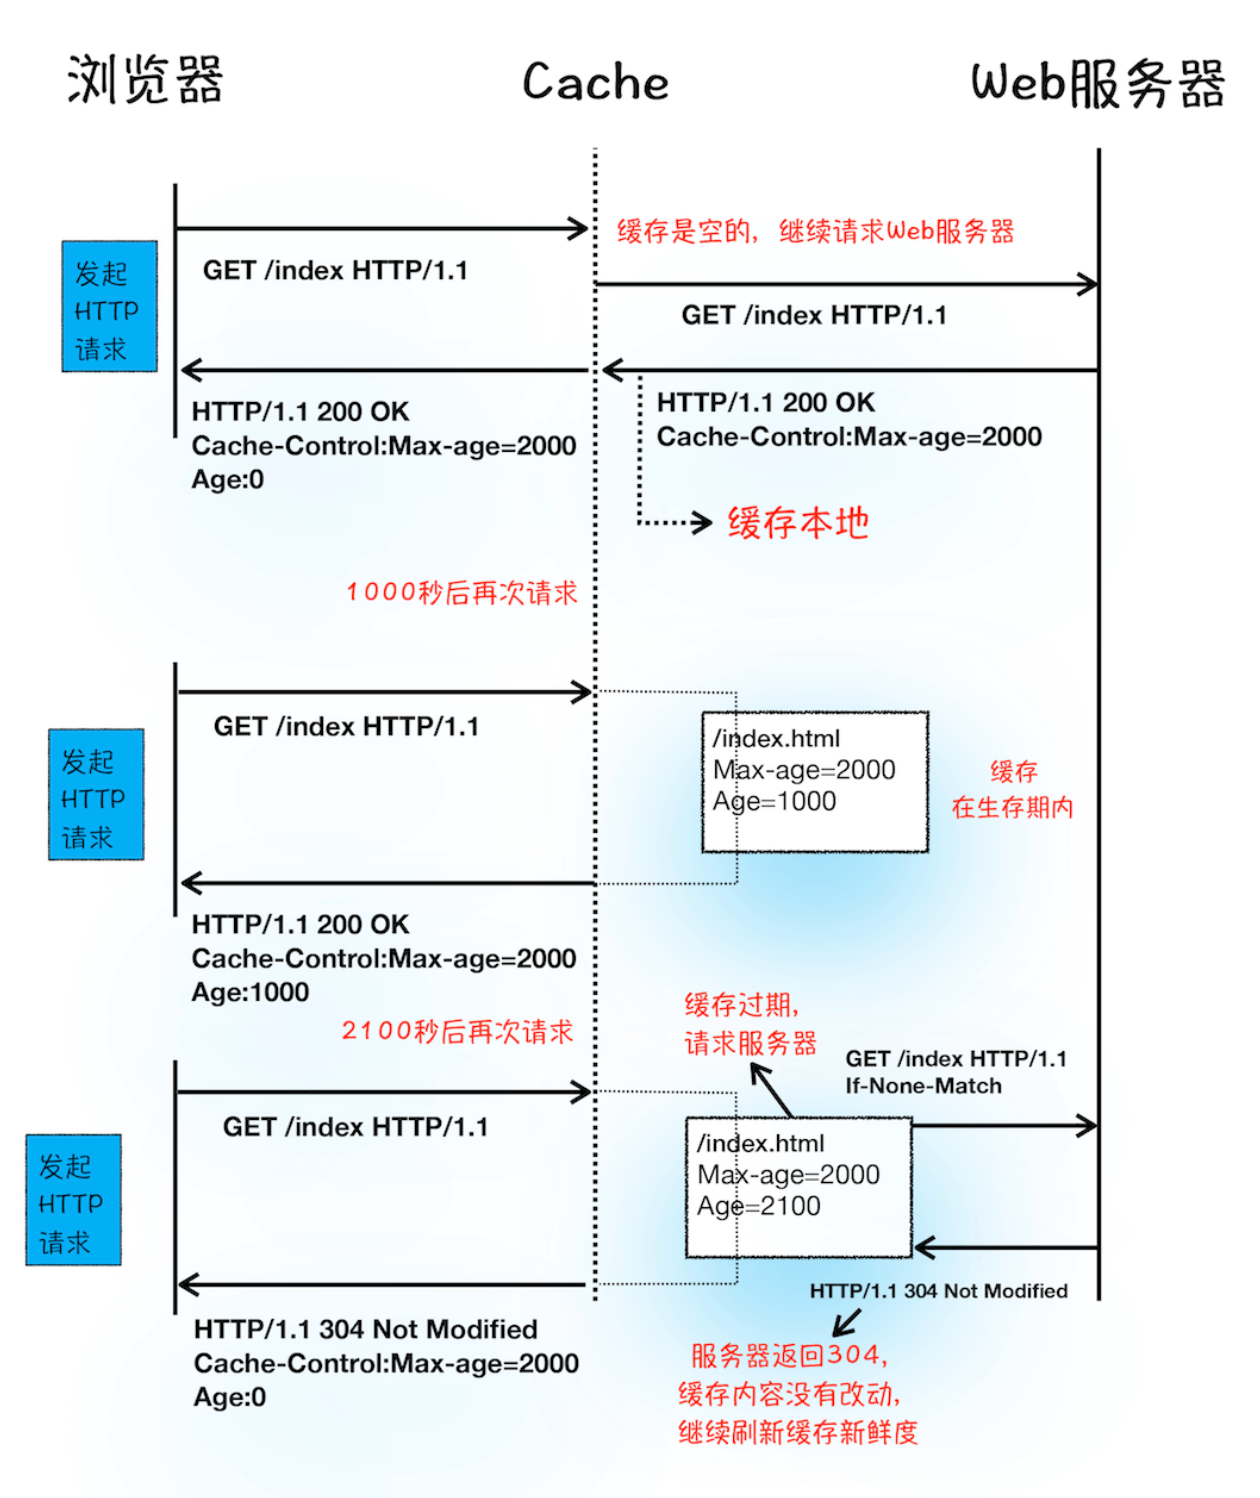 浏览器
Cache
Web服务器
发起
HTTP
请求
GET /index HTTP/1.1
缓存是空的，继续请求Web服务器
GET /index HTTP/1.1
HTTP/1.1 200 OK
Cache-Control:Max-age=2000
Age:0
HTTP/1.1 200 OK
Cache-Control:Max-age=2000
缓存本地
1000秒后再次请求
发起
HTTP
请求
GET /index HTTP/1.1
/index.html
Max-age=2000
Age=1000
缓存
在生存期内
HTTP/1.1 200 OK
Cache-Control:Max-age=2000
Age:1000
2100秒后再次请求
缓存过期，
请求服务器
GET /index HTTP/1.1
If-None-Match
发起
HTTP
请求
GET /index HTTP/1.1
/index.html
Max-age=2000
Age=2100
HTTP/1.1 304 Not Modified
HTTP/1.1 304 Not Modified
Cache-Control:Max-age=2000
Age:0
服务器返回304，
缓存内容没有改动，
继续刷新缓存新鲜度